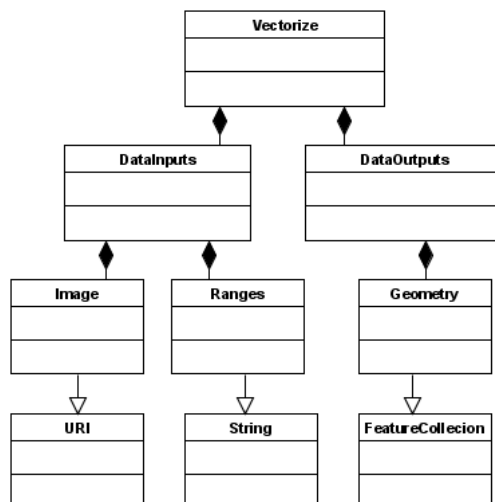 Vectorize
DataInputs
DataOutputs
Image
Ranges
Geometry
URI
String
FeatureCollecion